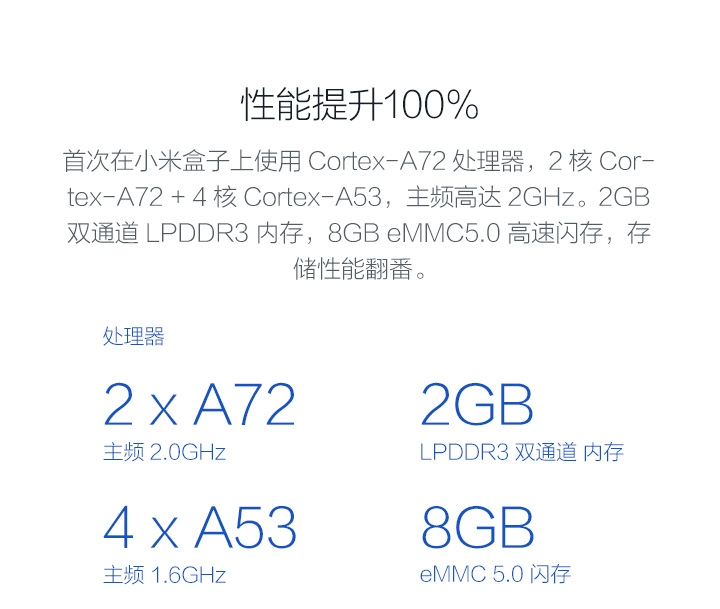 性能提升100%
首次在小米盒子上使用 Cortex-A72 处理器，2 核 Cor-
tex-A72 + 4 核 Cortex-A53，主频高达 2GHz。2GB
双通道 LPDDR3 内存，8GB eMMC5.0 高速闪存，存
储性能翻番。
处理器
2 x A72
主频 2.0GHz
2GB
LPDDR3 双通道 内存
4 x A53
主频 1.6GHz
8GB
eMMC 5.0 闪存